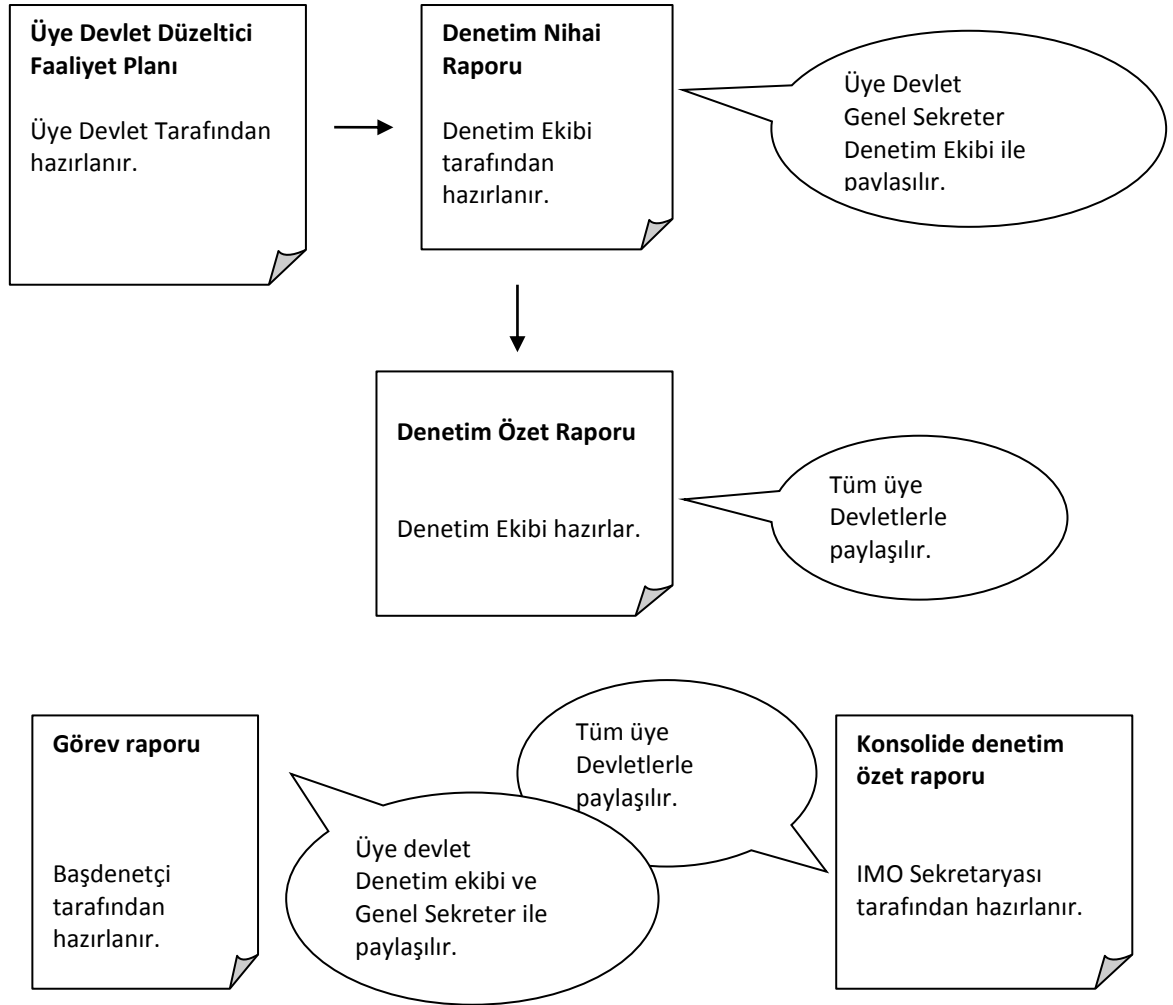 Üye Devlet Düzeltici
Faaliyet Planı
Üye Devlet Tarafından
hazırlanır.
Denetim Nihai
Raporu
Denetim Ekibi
tarafından
hazırlanır.
Üye Devlet
Genel Sekreter
Denetim Ekibi ile
paylaşılır.
Denetim Özet Raporu
Denetim Ekibi hazırlar.
Tüm üye
Devletlerle
paylaşılır.
Görev raporu
Başdenetçi
tarafından
hazırlanır.
Üye devlet
Denetim ekibi ve
Genel Sekreter ile
paylaşılır.
Tüm üye
Devletlerle
paylaşılır.
Konsolide denetim
özet raporu
IMO Sekretaryası
tarafından hazırlanır.